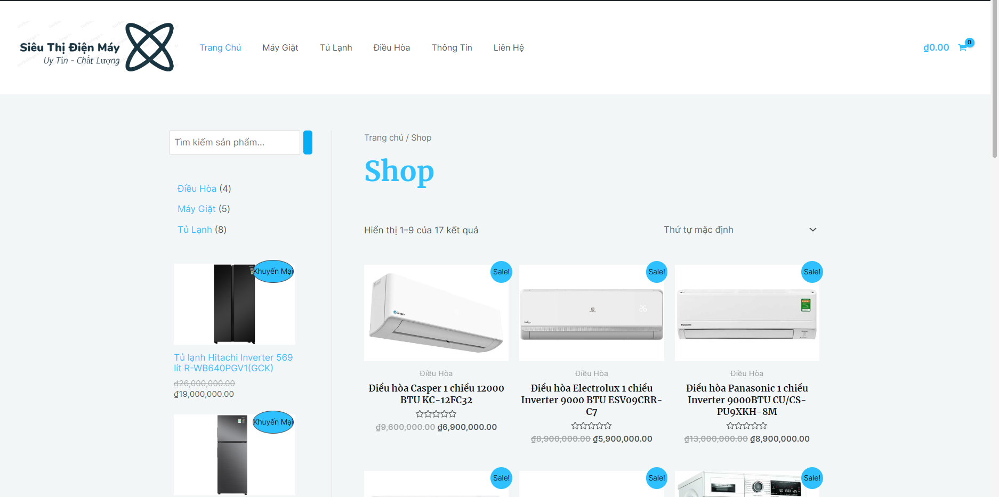 Siêu Thị Điện Máy
Uy Tín - Chất Lượng
Trang Chủ
Máy Giặt
Tủ Lạnh
Điều Hòa
Thông Tin
Liên Hệ
₫0.00
0
Tìm kiếm sản phẩm...
Điều Hòa (4)
Máy Giặt (5)
Tủ Lạnh (8)
Khuyến Mại
Tủ lạnh Hitachi Inverter 569
lít R-WB640PGV1(GCK)
₫26,000,000.00
₫19,000,000.00
Khuyến Mại
Trang chủ / Shop
Shop
Hiển thị 1–9 của 17 kết quả
Thứ tự mặc định
Sale!
Casper
Điều Hòa
Điều hòa Casper 1 chiều 12000
BTU KC-12FC32
₫9,600,000.00 ₫6,900,000.00
Sale!
26
Điều Hòa
Điều hòa Electrolux 1 chiều
Inverter 9000 BTU ESV09CRR-
C7
₫8,900,000.00 ₫5,900,000.00
Sale!
Panasonic
Điều Hòa
Điều hòa Panasonic 1 chiều
Inverter 9000BTU CU/CS-
PU9XKH-8M
₫13,000,000.00 ₫8,900,000.00
Sale!
Sale!
Sale!
BOSCH